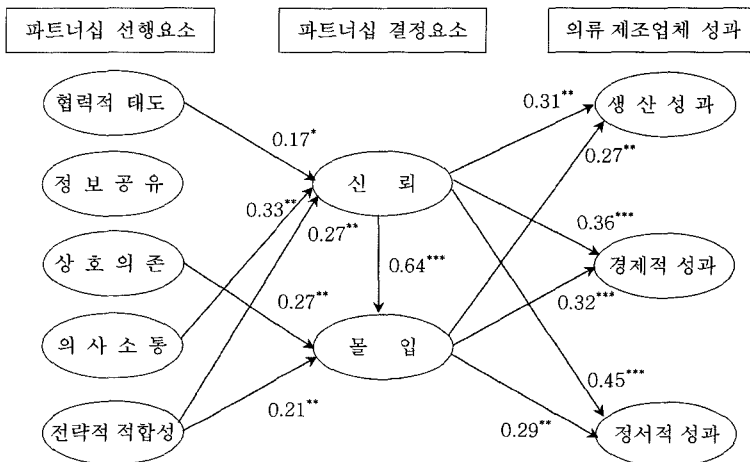 파트너십 선행요소
파트너십 결정요소
의류 제조업체 성과
협력적 태도
정 보 공 유
상 호 의 존
의 사 소 통
전략적 적합성
신 뢰
몰 입
생 산 성 과
경 제 적 성 과
정서적 성과
0.17*
0.33**
0.27**
0.27**
0.21**
0.64***
0.31**
0.27**
0.36***
0.32***
0.45***
0.29**